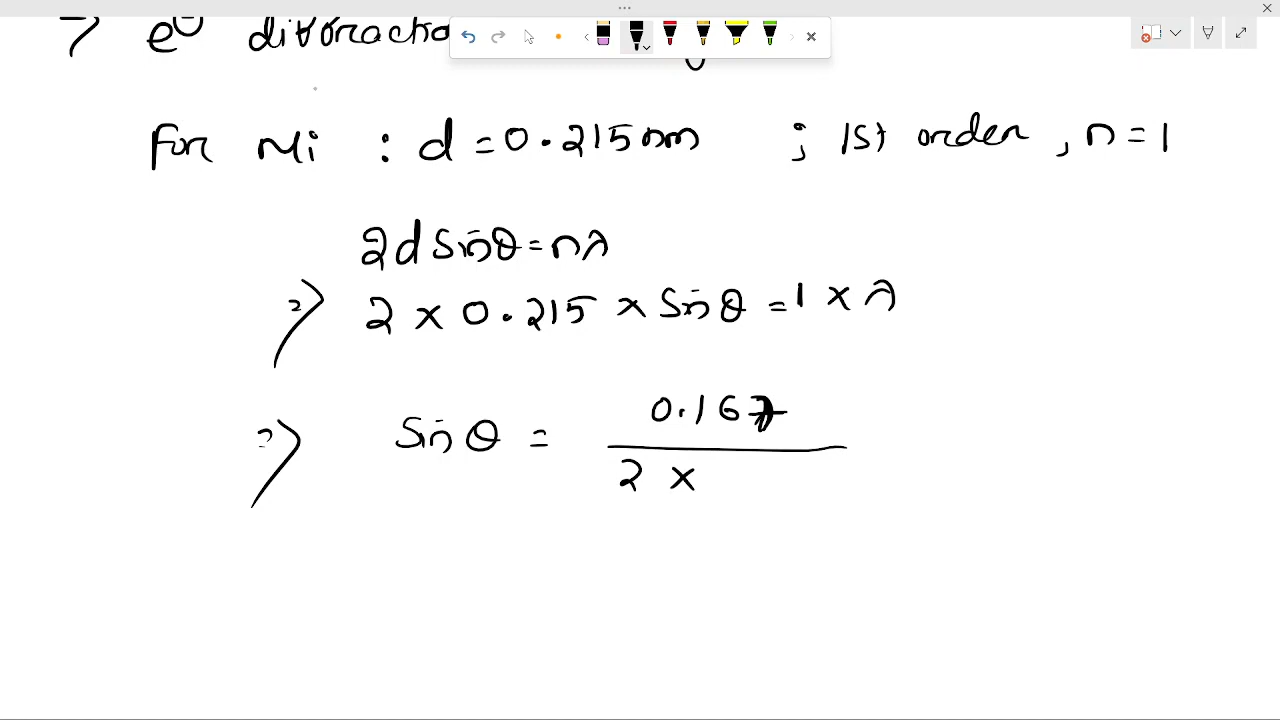 For Ni : d = 0.215 nm ; 1st order , n = 1
2d Sinθ = nλ
⇒ 2 × 0.215 × Sinθ = 1 × λ
⇒ Sinθ = 0.167
2 ×